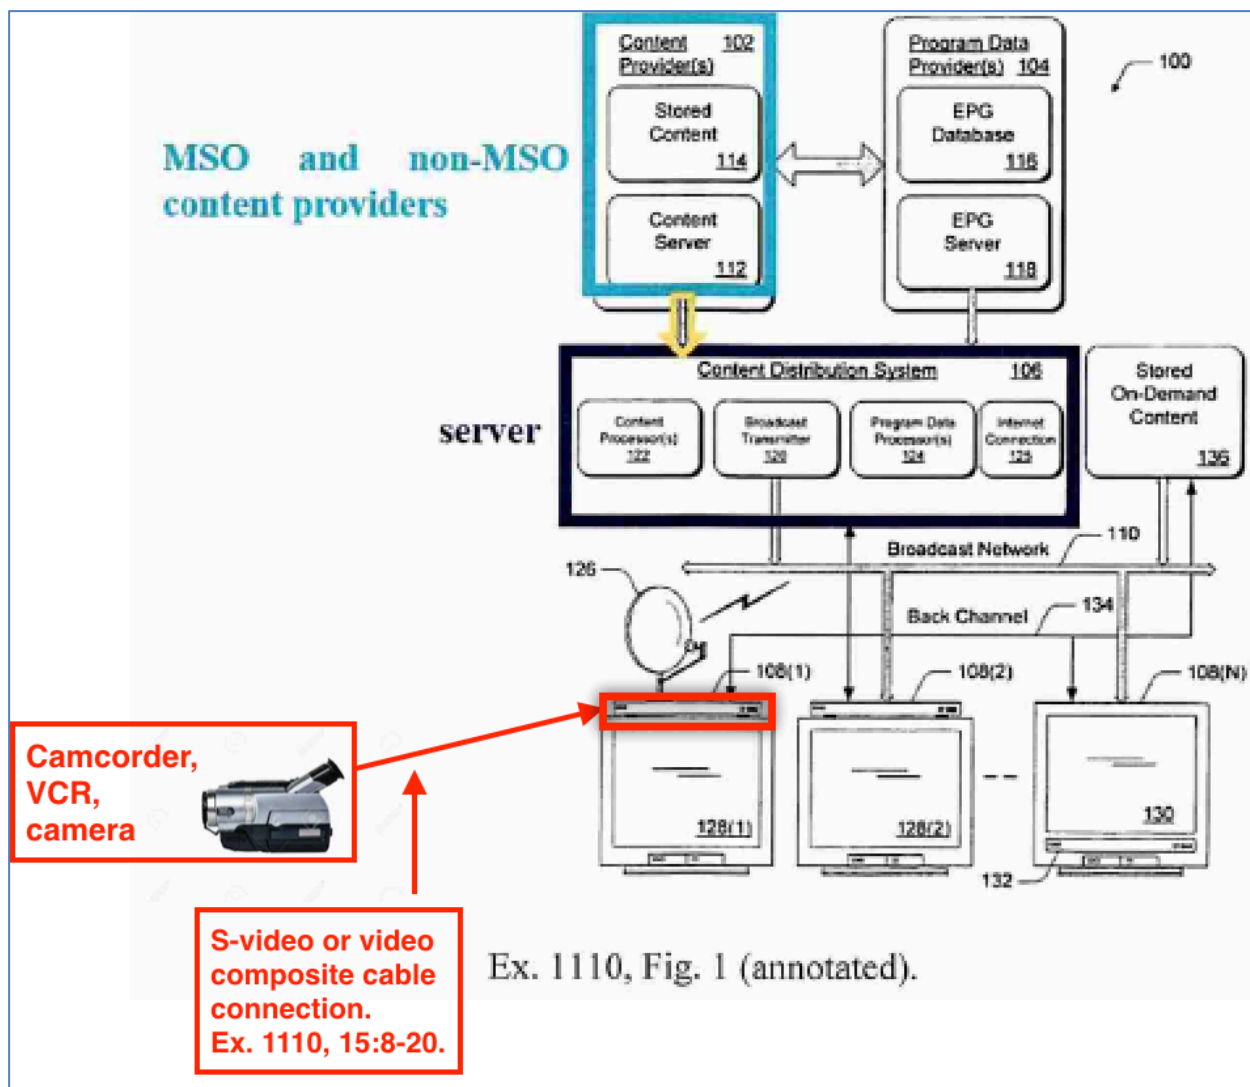 Content 102
Provider(s)
Stored
Content
114
Content
Server
112
Program Data
Provider(s) 104
EPG
Database
116
EPG
Server
118
100
MSO and non-MSO
content providers
server
Content Distribution System 106
Content
Processor(s)
122
Broadcast
Transmitter
120
Program Data
Processor(s)
124
Internet
Connection
125
Stored
On-Demand
Content
136
Broadcast Network
110
126
Back Channel
134
108(1)
108(2)
108(N)
Camcorder,
VCR,
camera
128(1)
128(2)
130
132
S-video or video
composite cable
connection.
Ex. 1110, 15:8-20.
Ex. 1110, Fig. 1 (annotated).